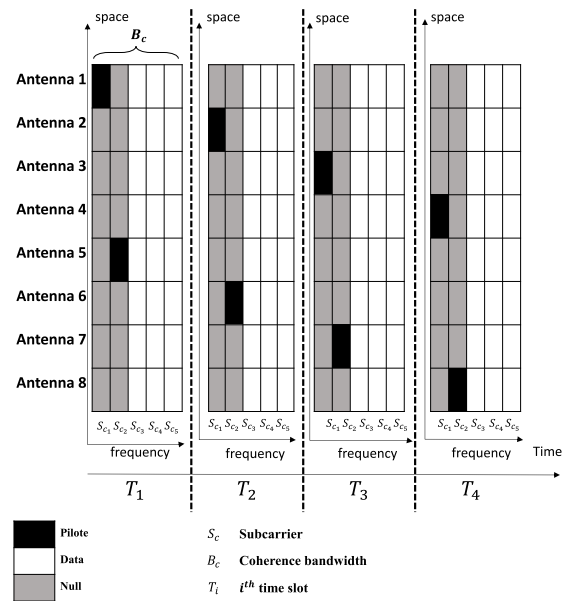 space space space space
B_c
Antenna 1
Antenna 2
Antenna 3
Antenna 4
Antenna 5
Antenna 6
Antenna 7
Antenna 8
S_c1 S_c2 S_c3 S_c4 S_c5 S_c1 S_c2 S_c3 S_c4 S_c5 S_c1 S_c2 S_c3 S_c4 S_c5 S_c1 S_c2 S_c3 S_c4 S_c5
frequency frequency frequency frequency Time
T_1 T_2 T_3 T_4
Pilote S_c Subcarrier
Data B_c Coherence bandwidth
Null T_i i^th time slot